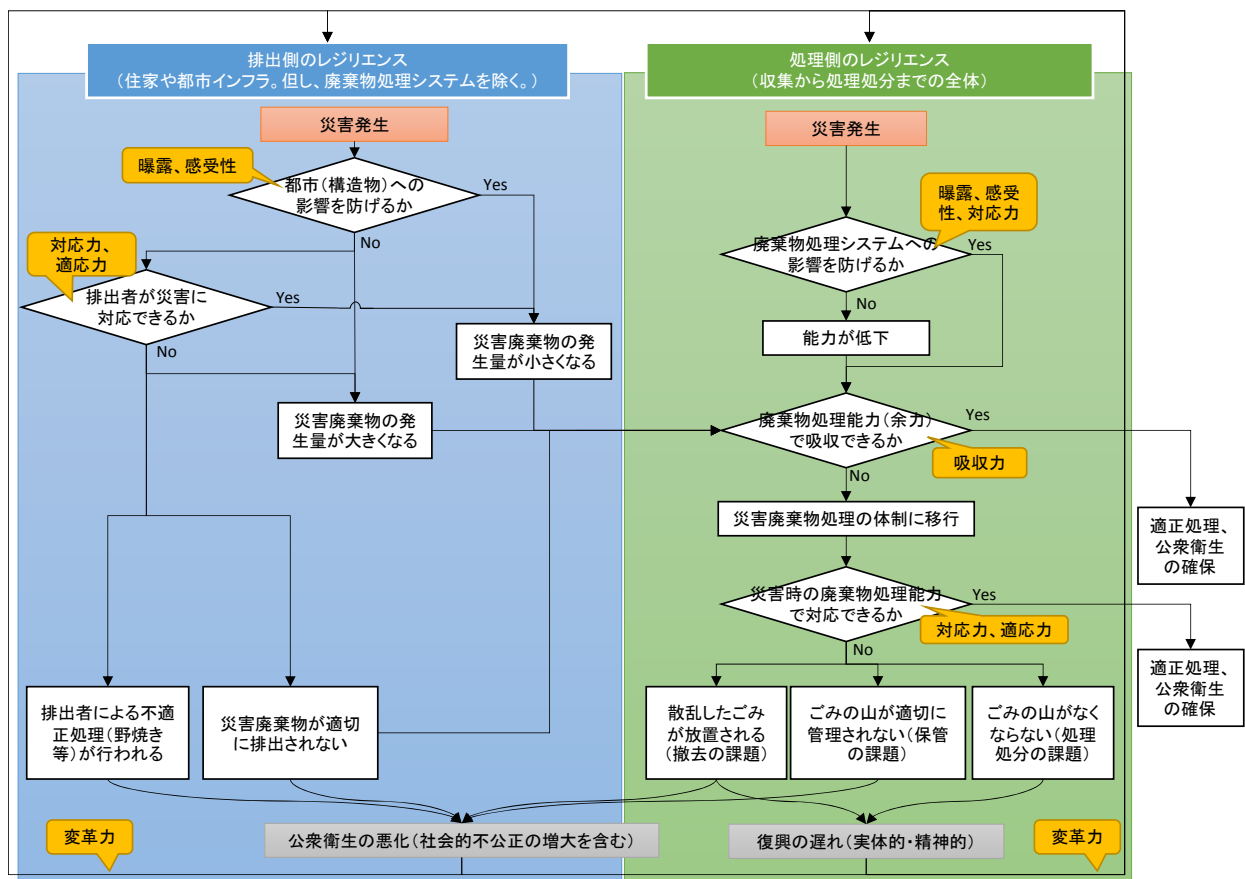 排出側のレジリエンス
（住家や都市インフラ。但し、廃棄物処理システムを除く。）
災害発生
曝露、感受性
都市（構造物）への
影響を防げるか
Yes
No
対応力、
適応力
排出者が災害に
対応できるか
Yes
No
災害廃棄物の発
生量が小さくなる
災害廃棄物の発
生量が大きくなる
排出者による不適
正処理（野焼き
等）が行われる
災害廃棄物が適切
に排出されない
公衆衛生の悪化（社会的不公正の増大を含む）
変革力
処理側のレジリエンス
（収集から処理処分までの全体）
災害発生
曝露、感受
性、対応力
廃棄物処理システムへの
影響を防げるか
Yes
No
能力が低下
廃棄物処理能力（余力）
で吸収できるか
Yes
吸収力
No
災害廃棄物処理の体制に移行
適正処理、
公衆衛生
の確保
災害時の廃棄物処理能力
で対応できるか
Yes
対応力、適応力
No
適正処理、
公衆衛生
の確保
散乱したごみ
が放置される
（撤去の課題）
ごみの山が適切に
管理されない（保管
の課題）
ごみの山がなく
ならない（処理
処分の課題）
復興の遅れ（実体的・精神的）
変革力